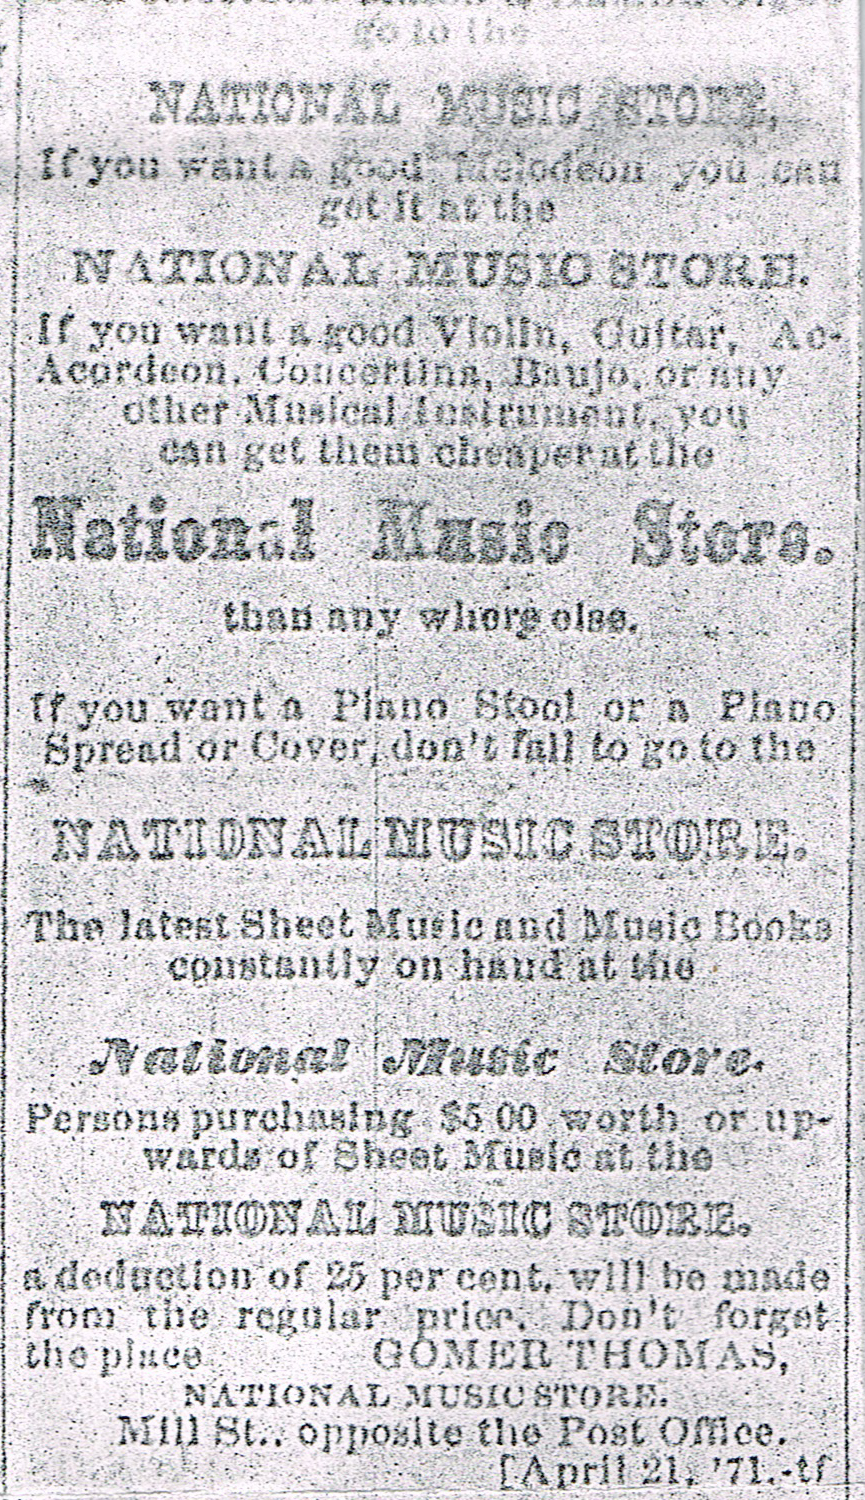 go to the
NATIONAL MUSIC STORE,
If you want a good Melodeon you can
get it at the
NATIONAL MUSIC STORE.
If you want a good Violin, Guitar, Ac-
Acordeon, Concertina, Banjo, or any
other Musical Instrument, you
can get them cheaper at the
National Music Store.
than any where else.
If you want a Piano Stool or a Piano
Spread or Cover, don't fail to go to the
NATIONAL MUSIC STORE.
The latest Sheet Music and Music Books
constantly on hand at the
National Music Store.
Persons purchasing $5 00 worth or up-
wards of Sheet Music at the
NATIONAL MUSIC STORE.
a deduction of 25 per cent. will be made
from the regular price. Don't forget
the place GOMER THOMAS,
NATIONAL MUSIC STORE.
Mill St., opposite the Post Office.
[April 21, '71.-tf